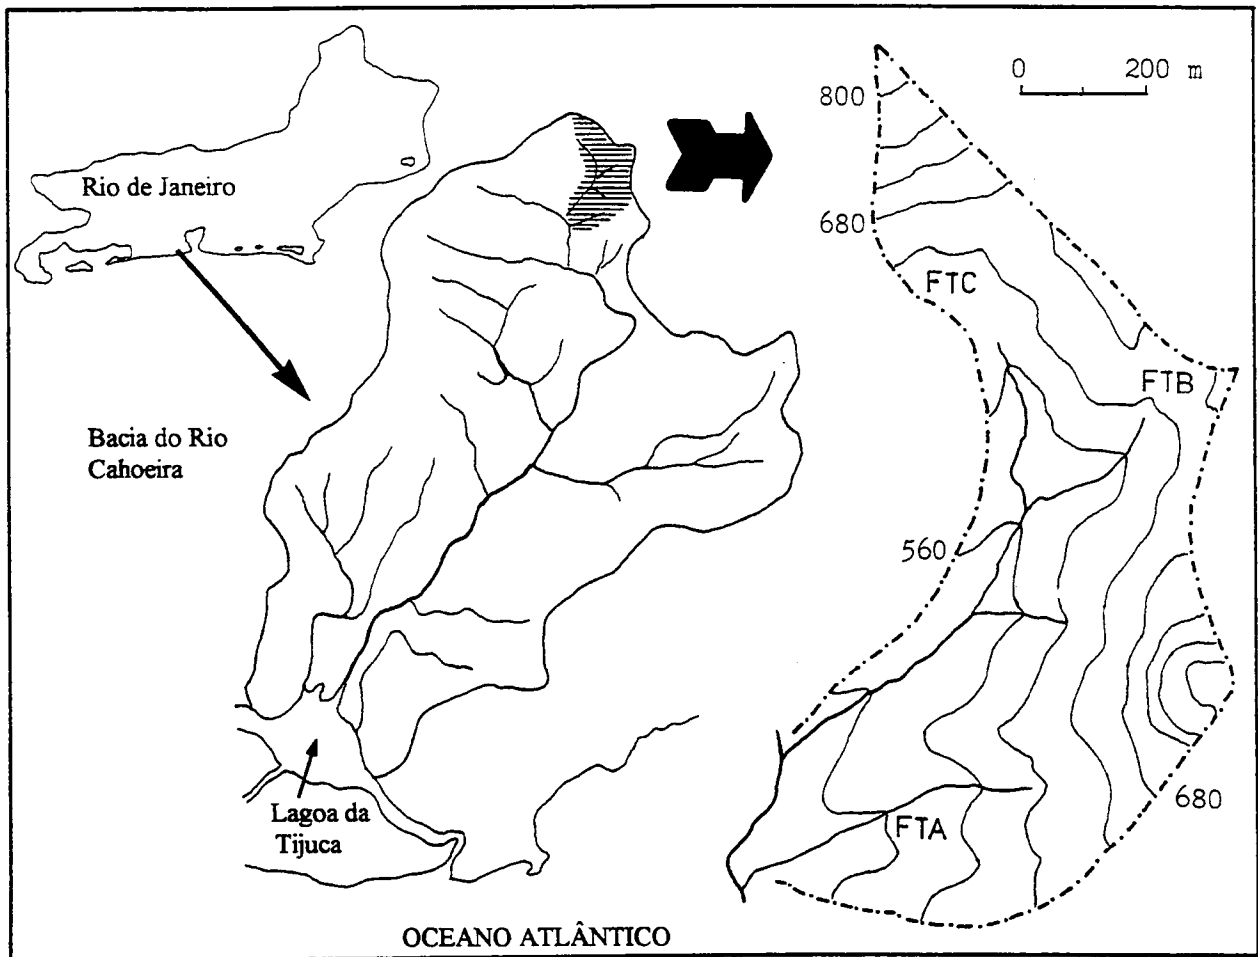 Rio de Janeiro
Bacia do Rio
Cahoeira
Lagoa da
Tijuca
OCEANO ATLÂNTICO
0 200 m
800
680
FTC
FTB
560
680
FTA